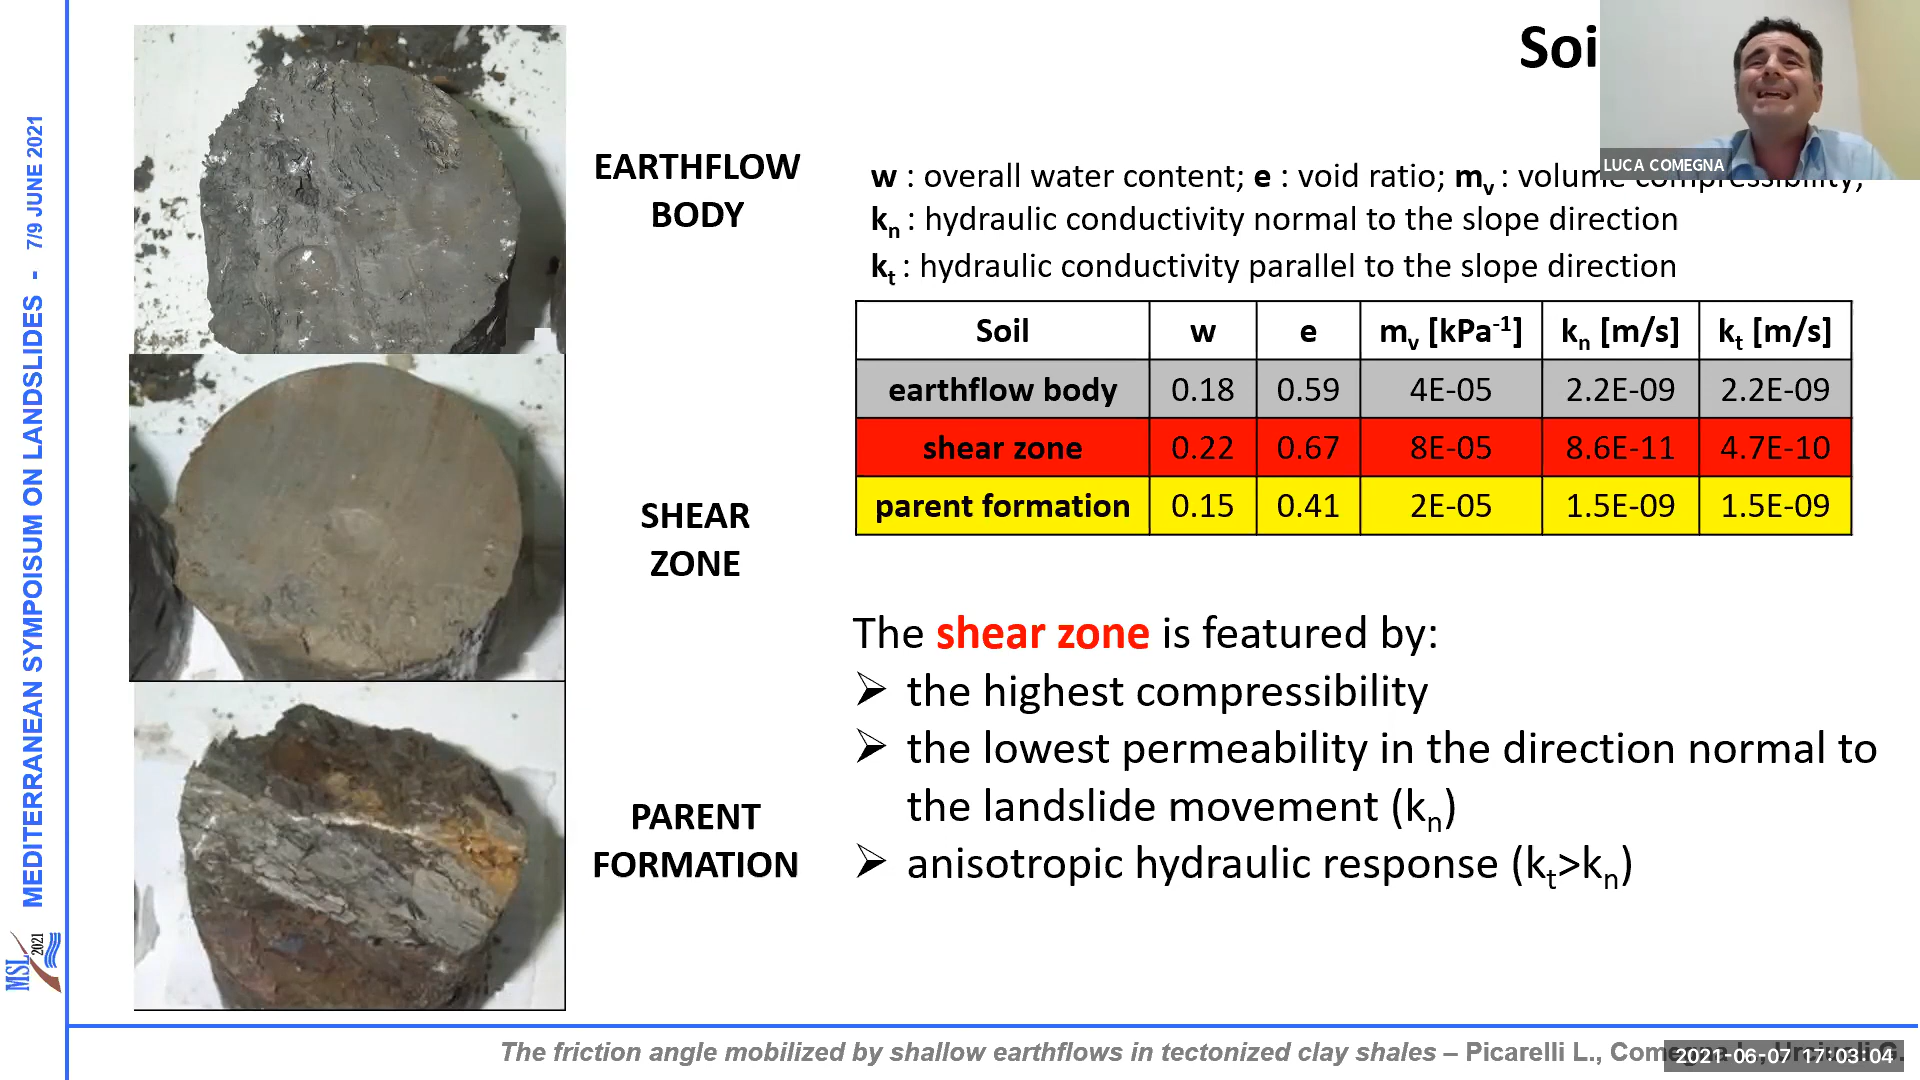 Soi
LUCA COMEGNA
w : overall water content; e : void ratio; mv : volume compressibility;
kn : hydraulic conductivity normal to the slope direction
kt : hydraulic conductivity parallel to the slope direction
EARTHFLOW
BODY
Soil w e mv [kPa-1] kn [m/s] kt [m/s]
earthflow body 0.18 0.59 4E-05 2.2E-09 2.2E-09
shear zone 0.22 0.67 8E-05 8.6E-11 4.7E-10
parent formation 0.15 0.41 2E-05 1.5E-09 1.5E-09
SHEAR
ZONE
The shear zone is featured by:
➢ the highest compressibility
➢ the lowest permeability in the direction normal to
the landslide movement (kn)
➢ anisotropic hydraulic response (kt>kn)
PARENT
FORMATION
MEDITERRANEAN SYMPOISUM ON LANDSLIDES - 7/9 JUNE 2021
MSL 2021
The friction angle mobilized by shallow earthflows in tectonized clay shales – Picarelli L.,
2021-06-07 17:03:04